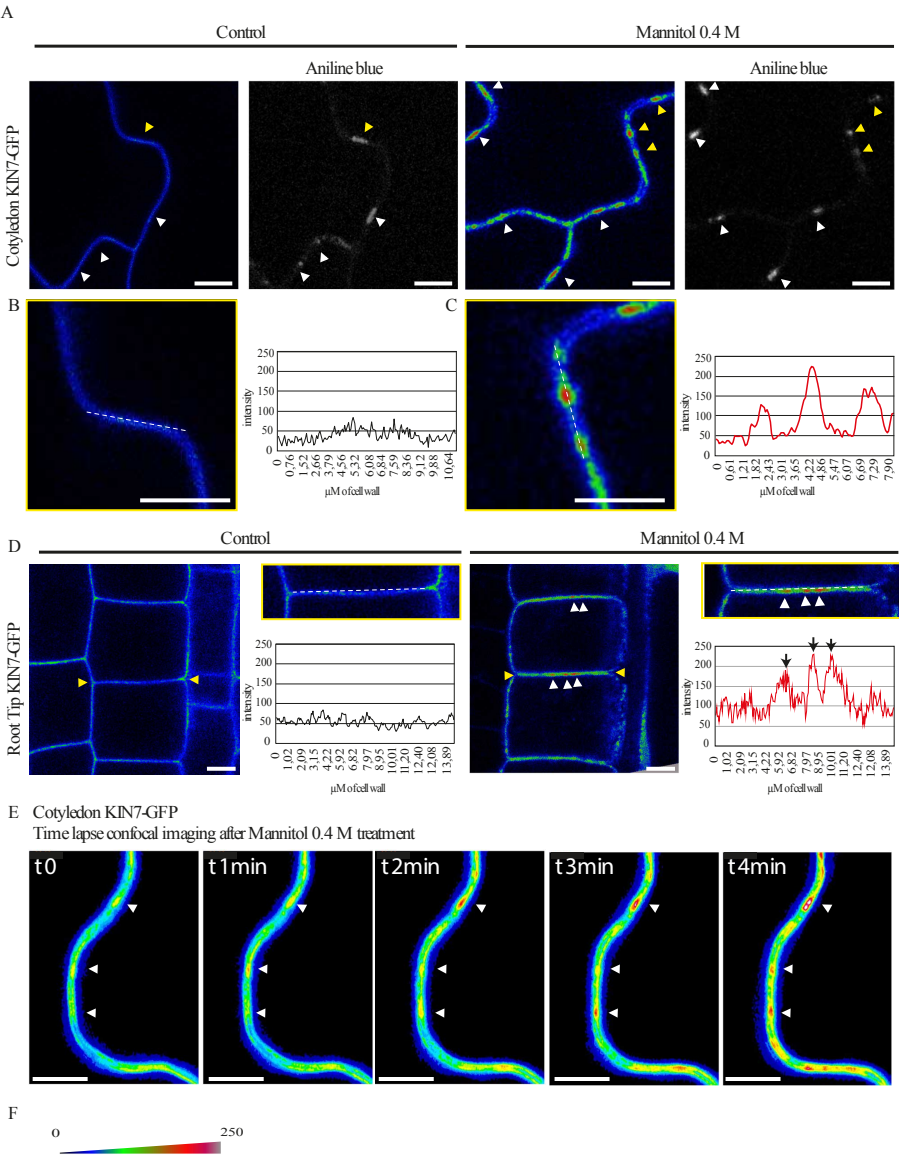 A
Control
Mannitol 0.4 M
Aniline blue
Aniline blue
Cotyledon KIN7-GFP
B
C
250
200
150
100
50
0
intensity
0
0,76
1,52
2,66
3,79
4,56
5,32
6,08
6,84
7,59
8,36
9,12
9,88
10,64
µM of cell wall
250
200
150
100
50
0
intensity
0
0,61
1,21
1,82
2,43
3,01
3,65
4,22
4,86
5,47
6,07
6,69
7,29
7,90
µM of cell wall
D
Control
Mannitol 0.4 M
Root Tip KIN7-GFP
250
200
150
100
50
0
intensity
0
1,02
2,09
3,15
4,22
5,92
6,82
7,97
8,95
10,01
11,20
12,40
12,08
13,89
µM of cell wall
250
200
150
100
50
0
intensity
0
1,02
2,09
3,15
4,22
5,92
6,82
7,97
8,95
10,01
11,20
12,40
12,08
13,89
µM of cell wall
E Cotyledon KIN7-GFP
Time lapse confocal imaging after Mannitol 0.4 M treatment
t0
t1min
t2min
t3min
t4min
F
0
250